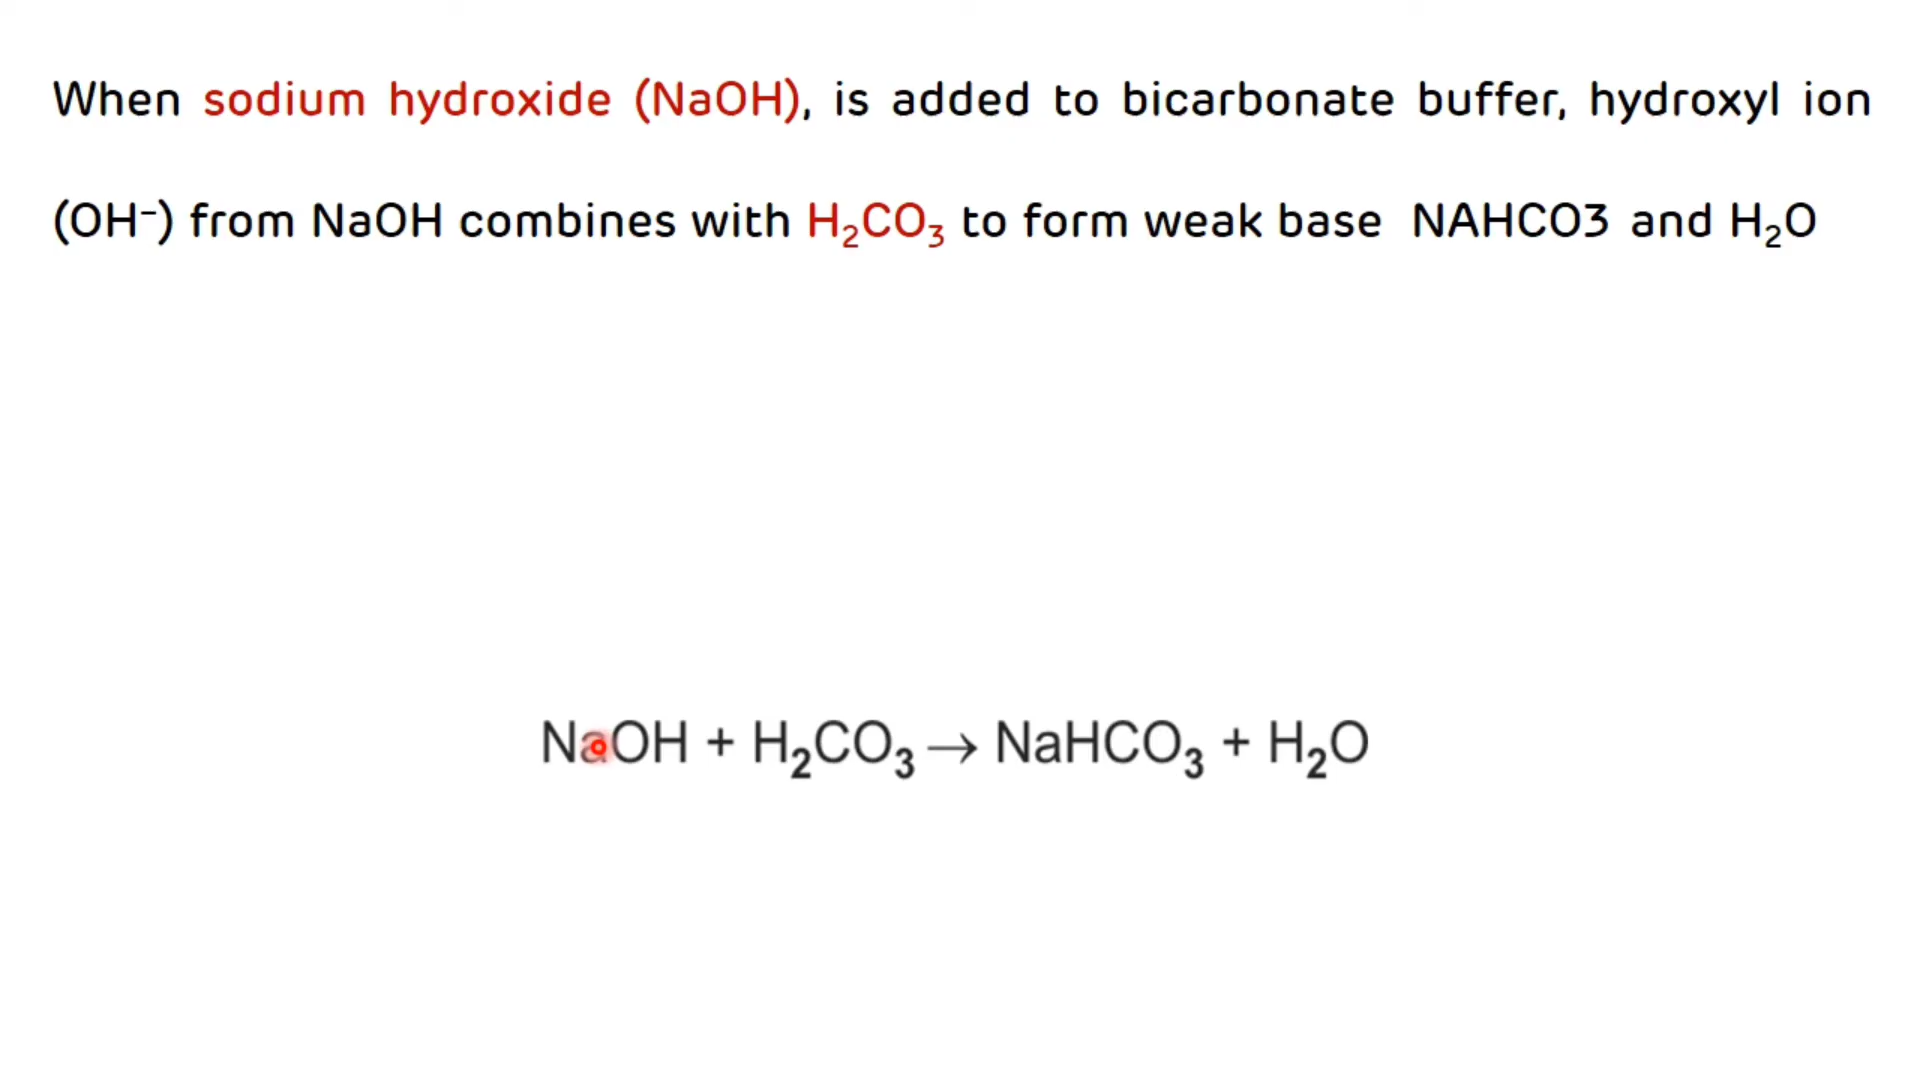 When sodium hydroxide (NaOH), is added to bicarbonate buffer, hydroxyl ion
(OH⁻) from NaOH combines with H₂CO₃ to form weak base NAHCO3 and H₂O
NaOH + H₂CO₃ → NaHCO₃ + H₂O